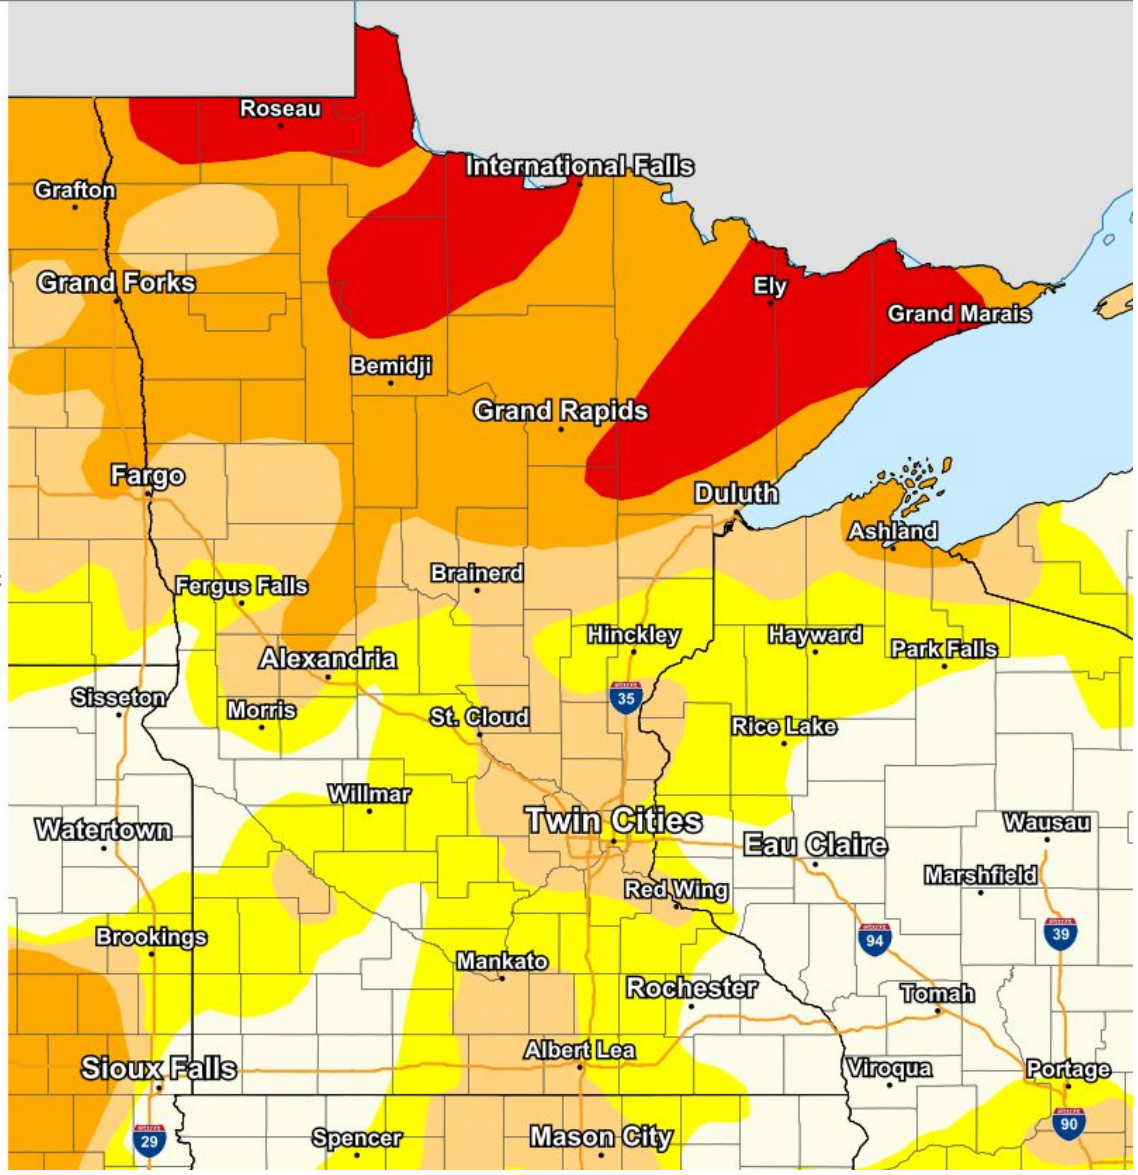 Roseau
International Falls
Grafton
Grand Forks
Ely
Grand Marais
Bemidji
Grand Rapids
Fargo
Duluth
Ashland
Brainerd
Fergus Falls
Hinckley
Hayward
Park Falls
Alexandria
Sisseton
Morris
35
St. Cloud
Rice Lake
Willmar
Twin Cities
Watertown
Wausau
Eau Claire
Marshfield
Red Wing
Brookings
94
39
Mankato
Rochester
Tomah
Albert Lea
Sioux Falls
Viroqua
Portage
29
Spencer
Mason City
90